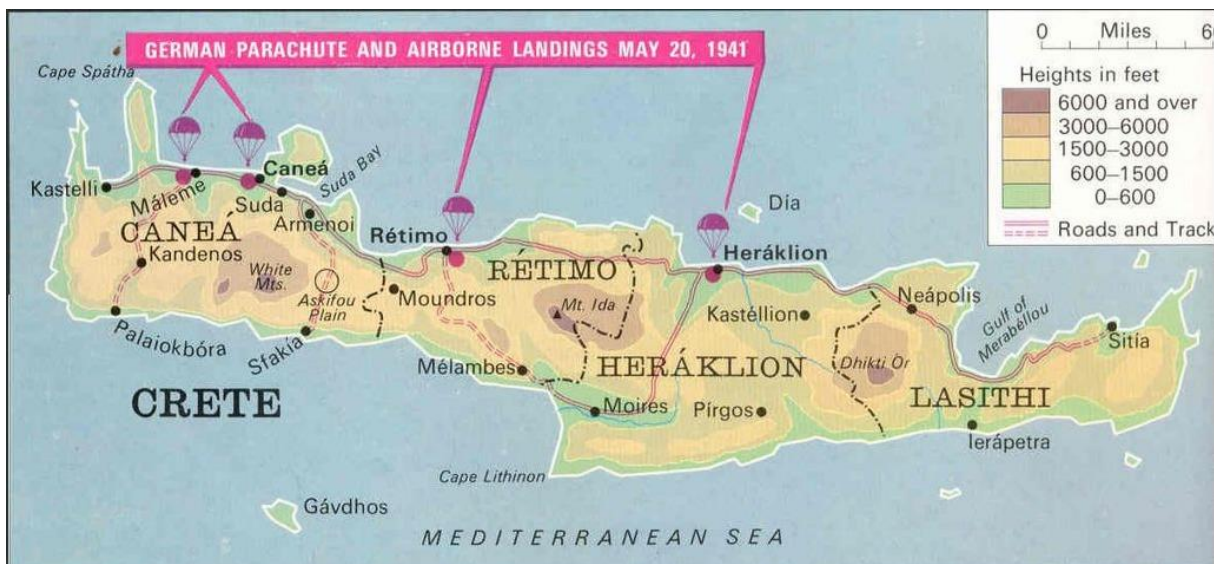 GERMAN PARACHUTE AND AIRBORNE LANDINGS MAY 20, 1941
0 Miles
Heights in feet
6000 and over
3000–6000
1500–3000
600–1500
0–600
Roads and Track
Cape Spátha
Kastelli
Máleme
Caneá
Suda
Suda Bay
Armenoi
CANEÁ
Kandenos
White
Mts.
Askifou
Plain
Palaiokbóra
Sfakía
Rétimo
RÉTIMO
Moundros
Mt. Ida
Mélambes
Día
Heráklion
Kastéllion
HERÁKLION
Moires
Pírgos
Neápolis
Gulf of
Merabéllou
Sitía
Dhikti Ór
LASITHI
Ierápetra
CRETE
Cape Lithinon
Gávdhos
MEDITERRANEAN SEA